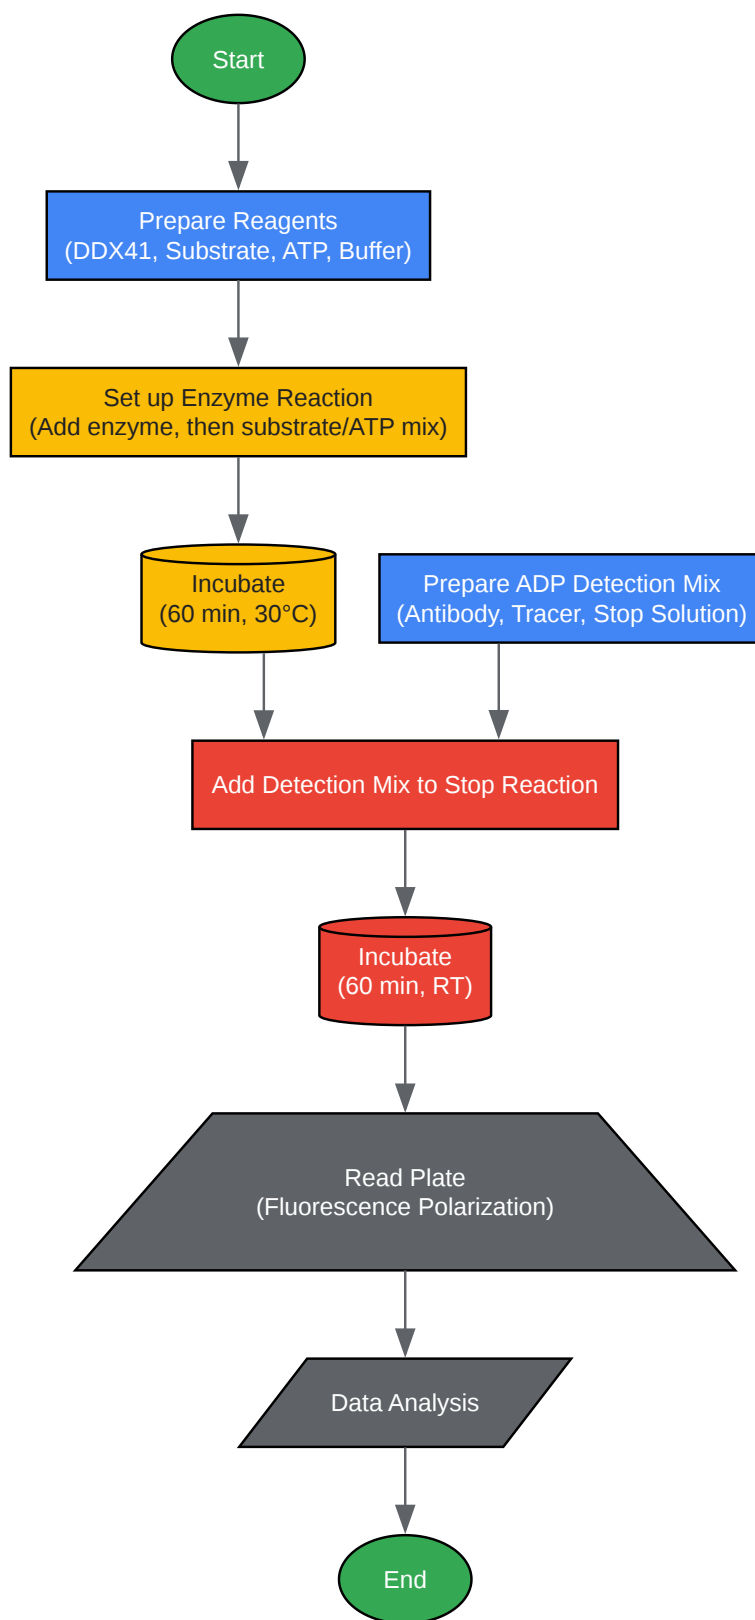 Start
Prepare Reagents
(DDX41, Substrate, ATP, Buffer)
Set up Enzyme Reaction
(Add enzyme, then substrate/ATP mix)
Incubate
(60 min, 30°C)
Prepare ADP Detection Mix
(Antibody, Tracer, Stop Solution)
Add Detection Mix to Stop Reaction
Incubate
(60 min, RT)
Read Plate
(Fluorescence Polarization)
Data Analysis
End